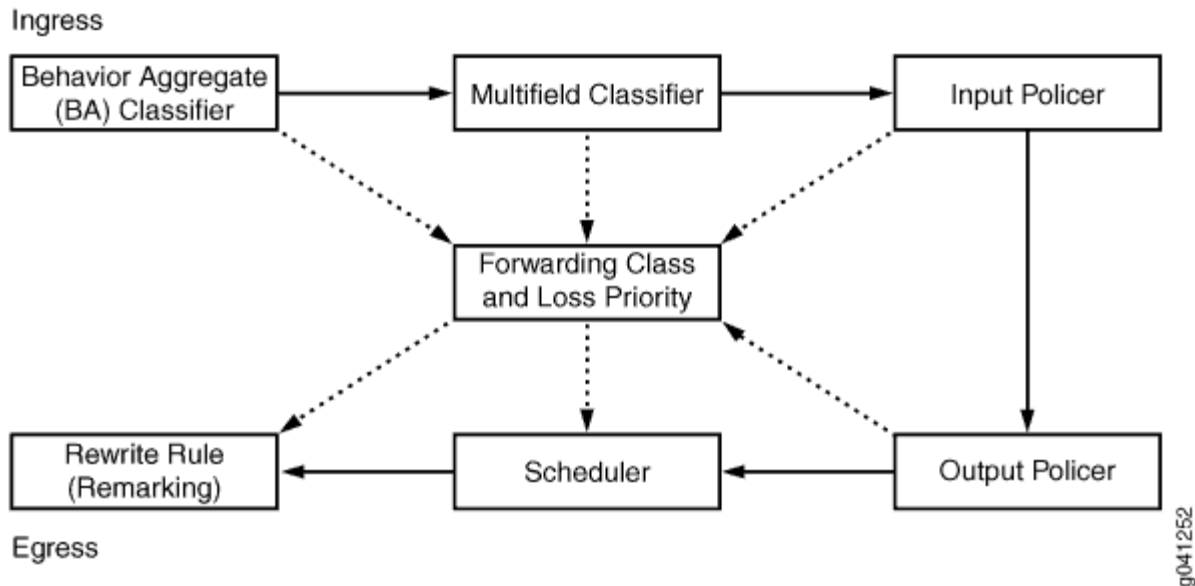 Ingress
Behavior Aggregate
(BA) Classifier
Multifield Classifier
Input Policer
Forwarding Class
and Loss Priority
Rewrite Rule
(Remarking)
Scheduler
Output Policer
Egress
g041252